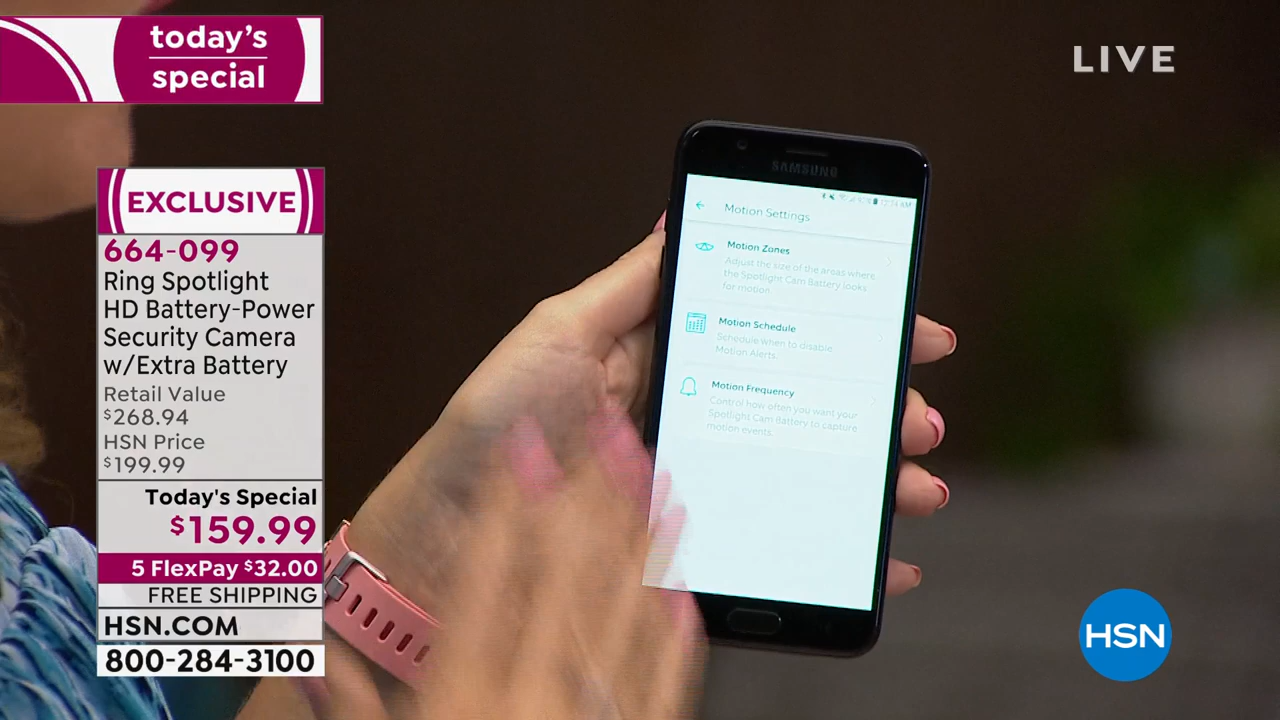 today's
special
LIVE
EXCLUSIVE
664-099
Ring Spotlight
HD Battery-Power
Security Camera
w/Extra Battery
Retail Value
$268.94
HSN Price
$199.99
Today's Special
$159.99
5 FlexPay $32.00
FREE SHIPPING
HSN.COM
800-284-3100
SAMSUNG
Motion Settings
Motion Zones
Adjust the size of the areas where
the Spotlight Cam Battery looks
for motion.
Motion Schedule
Schedule when to disable
Motion Alerts.
Motion Frequency
Control how often you want your
Spotlight Cam Battery to capture
motion events.
HSN